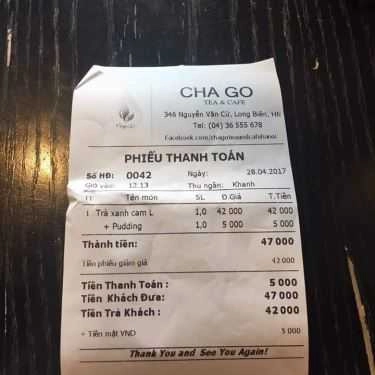 CHA GO
TEA & CAFE
346 Nguyễn Văn Cừ, Long Biên, HN
Tel: (04) 36 555 678
PHIẾU THANH TOÁN
Số HĐ: 0042 Ngày: 28.04.2017
Giờ vào: 12.13 Thu ngân: Khanh
TT Tên món SL Đ.Giá T.Tiền
1 Trà xanh cam L 1,0 42 000 42 000
+ Pudding 1,0 5 000 5 000
Thành tiền: 47 000
Tiền phiếu giảm giá 42 000
Tiền Thanh Toán : 5 000
Tiền Khách Đưa: 47 000
Tiền Trả Khách : 42 000
+ Tiền mặt VND 5 000
Thank You and See You Again!